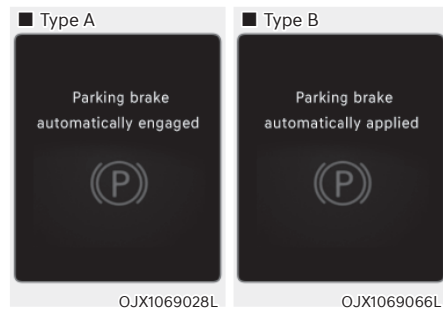 ■ Type A
Parking brake
automatically engaged
P
OJX1069028L
■ Type B
Parking brake
automatically applied
P
OJX1069066L